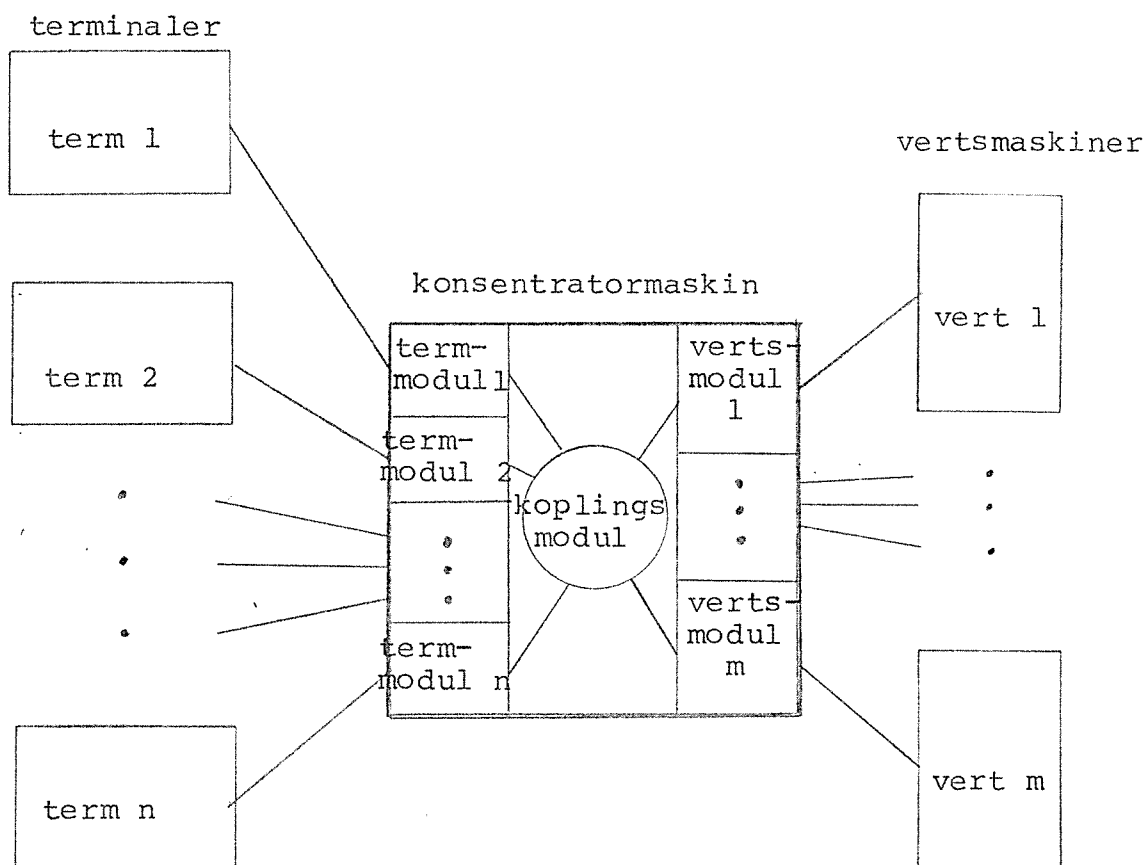 terminaler
term 1
term 2
term n
konsentratormaskin
term-
modul 1
term-
modul 2
term-
modul n
koplings
modul
verts-
modul
1
verts-
modul
m
vertsmaskiner
vert 1
vert m